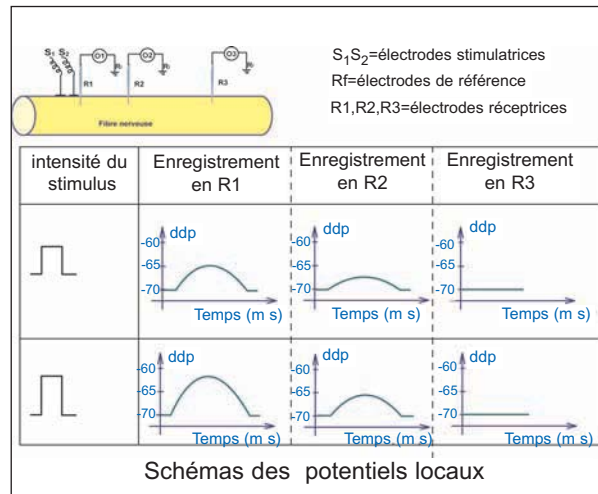 S₁ S₂ O1 O2 O3
Rf Rf Rf
R1 R2 R3
Fibre nerveuse
S₁S₂=électrodes stimulatrices
Rf=électrodes de référence
R1,R2,R3=électrodes réceptrices
intensité du
stimulus
Enregistrement
en R1
Enregistrement
en R2
Enregistrement
en R3
ddp
-60
-65
-70
Temps (m s)
ddp
-60
-65
-70
Temps (m s)
ddp
-60
-65
-70
Temps (m s)
ddp
-60
-65
-70
Temps (m s)
ddp
-60
-65
-70
Temps (m s)
ddp
-60
-65
-70
Temps (m s)
Schémas des potentiels locaux